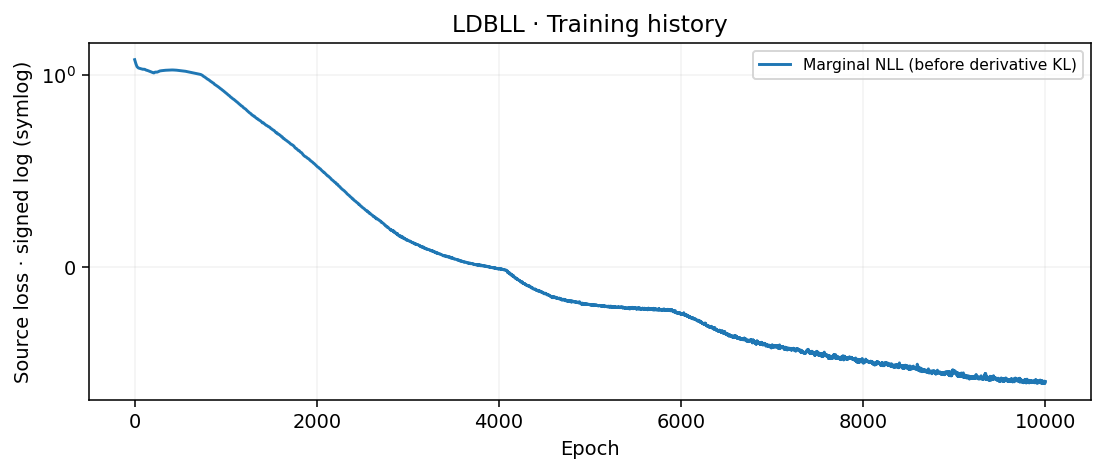 LDBLL · Training history
Marginal NLL (before derivative KL)
Source loss · signed log (symlog)
10⁰
0
0 2000 4000 6000 8000 10000
Epoch